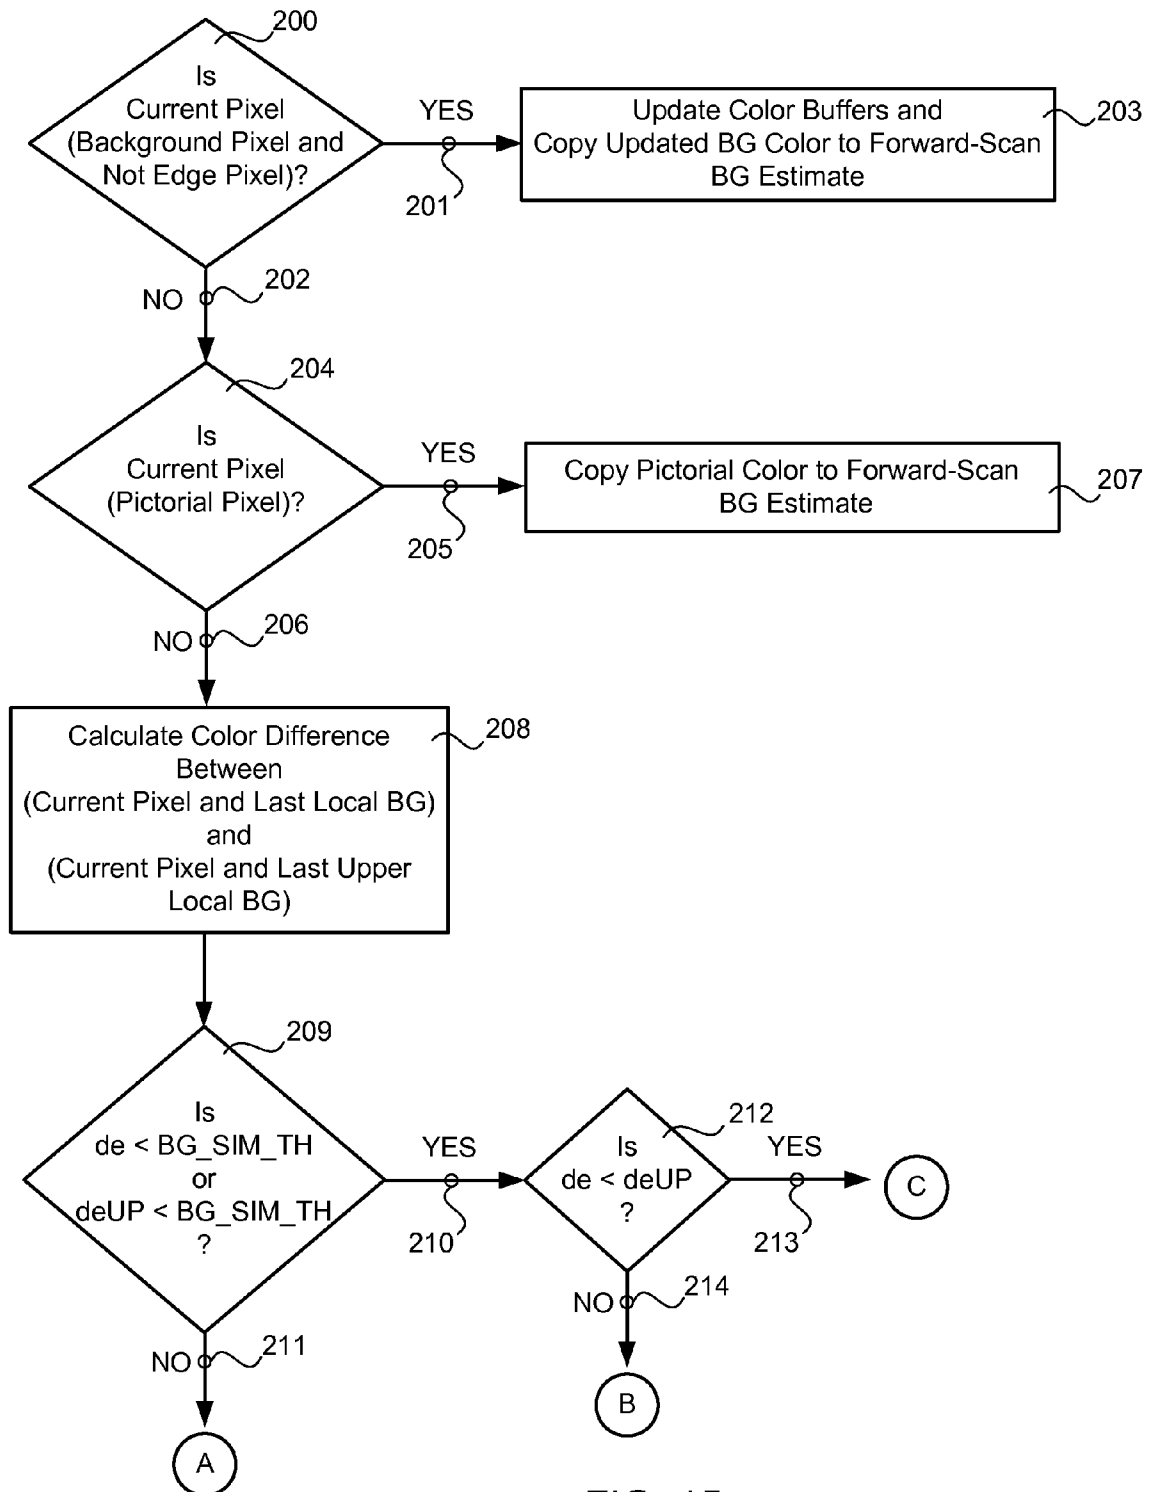 200
Is
Current Pixel
(Background Pixel and
Not Edge Pixel)?
YES
201
Update Color Buffers and
Copy Updated BG Color to Forward-Scan
BG Estimate
203
NO
202
204
Is
Current Pixel
(Pictorial Pixel)?
YES
205
Copy Pictorial Color to Forward-Scan
BG Estimate
207
NO
206
Calculate Color Difference
Between
(Current Pixel and Last Local BG)
and
(Current Pixel and Last Upper
Local BG)
208
209
Is
de < BG_SIM_TH
or
deUP < BG_SIM_TH
?
YES
210
212
Is
de < deUP
?
YES
213
C
NO
214
B
NO
211
A